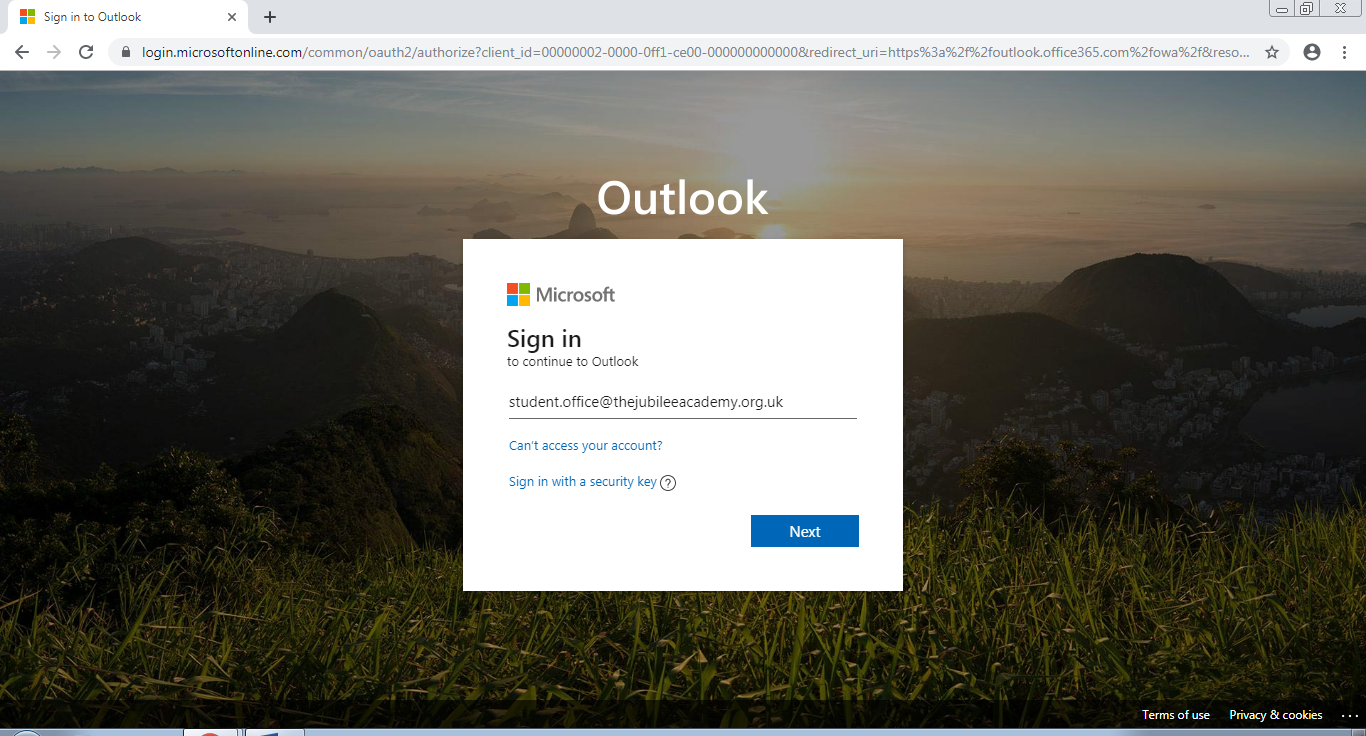 Sign in to Outlook
login.microsoftonline.com/common/oauth2/authorize?client_id=00000002-0000-0ff1-ce00-000000000000&redirect_uri=https%3a%2f%2foutlook.office365.com%2fowa%2f&reso...
Outlook
Microsoft
Sign in
to continue to Outlook
student.office@thejubileeacademy.org.uk
Can't access your account?
Sign in with a security key ?
Next
Terms of use Privacy & cookies ...